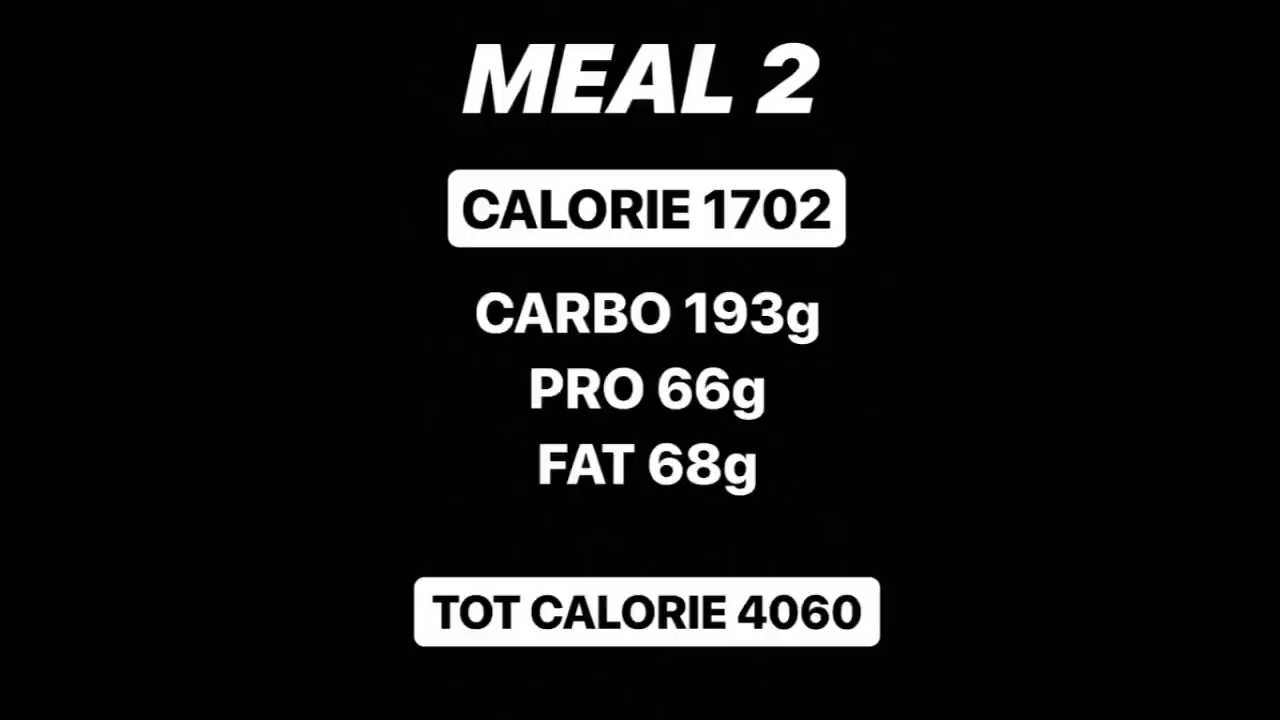 MEAL 2
CALORIE 1702
CARBO 193g
PRO 66g
FAT 68g
TOT CALORIE 4060